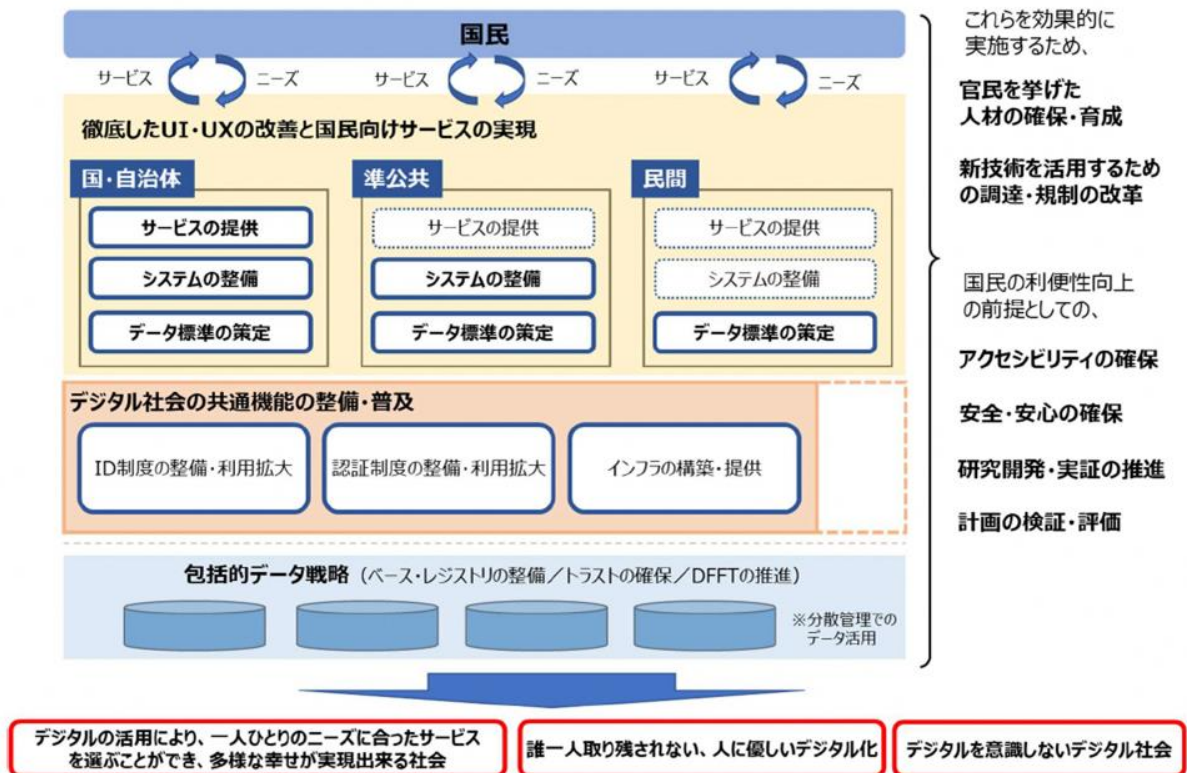 国民
サービス
ニーズ
サービス
ニーズ
サービス
ニーズ
徹底したUI・UXの改善と国民向けサービスの実現
国・自治体
サービスの提供
システムの整備
データ標準の策定
準公共
サービスの提供
システムの整備
データ標準の策定
民間
サービスの提供
システムの整備
データ標準の策定
デジタル社会の共通機能の整備・普及
ID制度の整備・利用拡大
認証制度の整備・利用拡大
インフラの構築・提供
包括的データ戦略（ベース・レジストリの整備／トラストの確保／DFFTの推進）
※分散管理での
データ活用
これらを効果的に
実施するため、
官民を挙げた
人材の確保・育成
新技術を活用するため
の調達・規制の改革
国民の利便性向上
の前提としての、
アクセシビリティの確保
安全・安心の確保
研究開発・実証の推進
計画の検証・評価
デジタルの活用により、一人ひとりのニーズに合ったサービス
を選ぶことができ、多様な幸せが実現出来る社会
誰一人取り残されない、人に優しいデジタル化
デジタルを意識しないデジタル社会